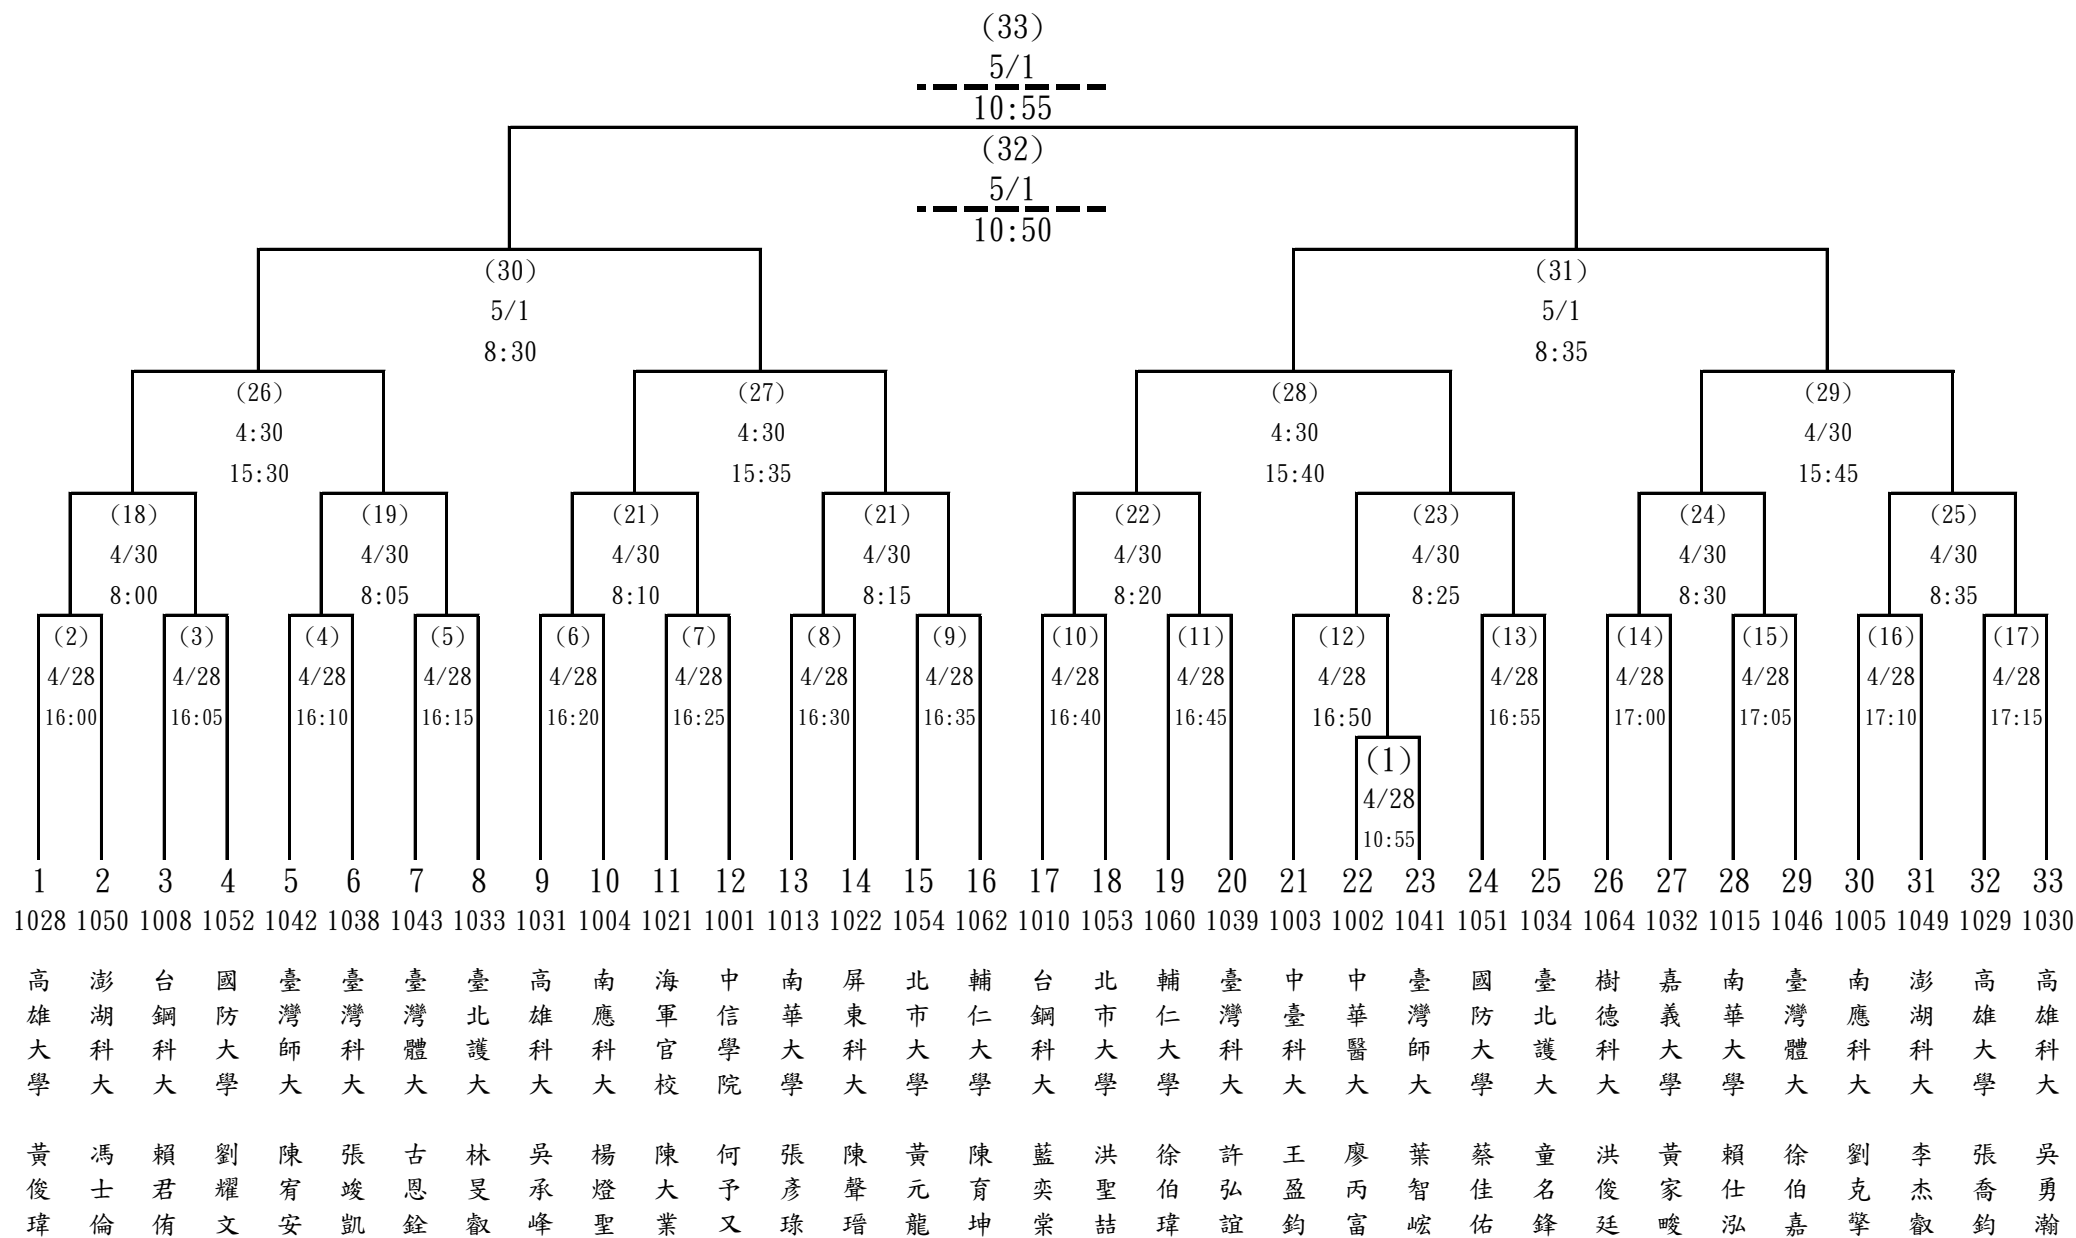 (33)
5/1
10:55
(32)
5/1
10:50
(30) (31)
5/1 5/1
8:30 8:35
(26) (27) (28) (29)
4:30 4:30 4:30 4/30
15:30 15:35 15:40 15:45
(18) (19) (21) (21) (22) (23) (24) (25)
4/30 4/30 4/30 4/30 4/30 4/30 4/30 4/30
8:00 8:05 8:10 8:15 8:20 8:25 8:30 8:35
(2) (3) (4) (5) (6) (7) (8) (9) (10) (11) (12) (13) (14) (15) (16) (17)
4/28 4/28 4/28 4/28 4/28 4/28 4/28 4/28 4/28 4/28 4/28 4/28 4/28 4/28 4/28 4/28
16:00 16:05 16:10 16:15 16:20 16:25 16:30 16:35 16:40 16:45 16:50 16:55 17:00 17:05 17:10 17:15
(1)
4/28
10:55
1 2 3 4 5 6 7 8 9 10 11 12 13 14 15 16 17 18 19 20 21 22 23 24 25 26 27 28 29 30 31 32 33
1028 1050 1008 1052 1042 1038 1043 1033 1031 1004 1021 1001 1013 1022 1054 1062 1010 1053 1060 1039 1003 1002 1041 1051 1034 1064 1032 1015 1046 1005 1049 1029 1030
高雄大學 黃俊瑋
澎湖科大 馮士倫
台鋼科大 賴君侑
國防大學 劉耀文
臺灣師大 陳宥安
臺灣科大 張竣凱
臺灣體大 古恩銓
臺北護大 林旻叡
高雄科大 吳承峰
南應科大 楊燈聖
海軍官校 陳大業
中信學院 何予又
南華大學 張彥琭
屏東科大 陳聲瑨
北市大學 黃元龍
輔仁大學 陳育坤
台鋼科大 藍奕棠
北市大學 洪聖喆
輔仁大學 徐伯瑋
臺灣科大 許弘誼
中臺科大 王盈鈞
中華醫大 廖丙富
臺灣師大 葉智宏
國防大學 蔡佳佑
臺北護大 童名鋒
樹德科大 洪俊廷
嘉義大學 黃家畯
南華大學 賴仕泓
臺灣體大 徐伯嘉
南應科大 劉克擎
澎湖科大 李杰叡
高雄大學 張喬鈞
高雄科大 吳勇瀚